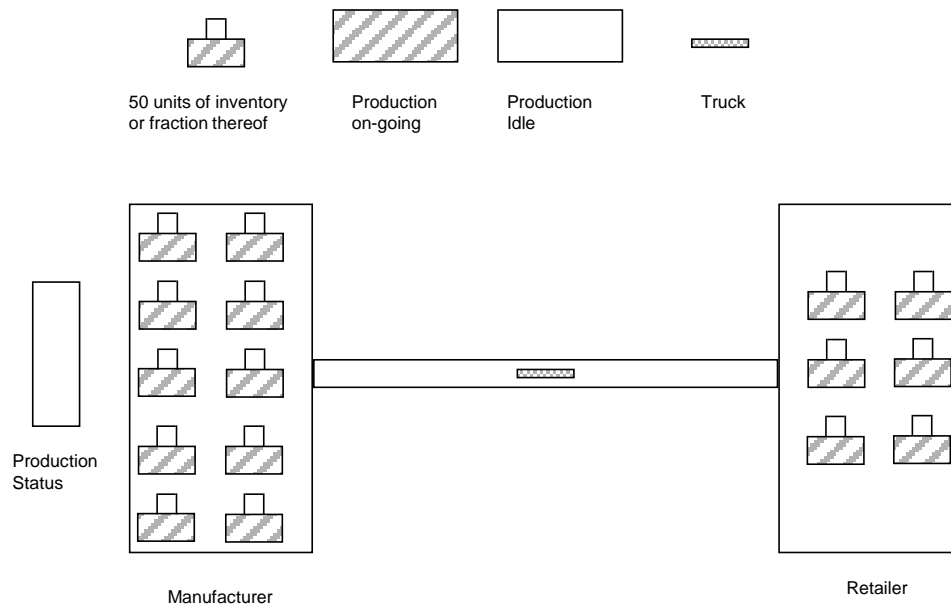 50 units of inventory
or fraction thereof
Production
on-going
Production
Idle
Truck
Production
Status
Manufacturer
Retailer